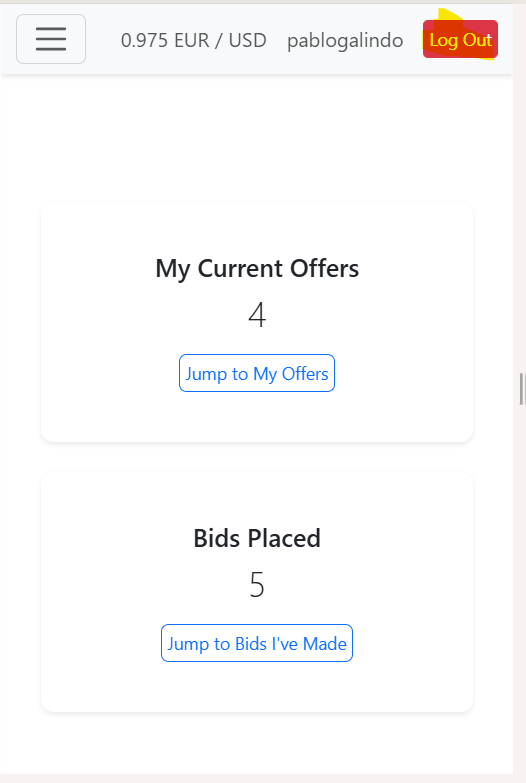 0.975 EUR / USD pablogalindo Log Out
My Current Offers
4
Jump to My Offers
Bids Placed
5
Jump to Bids I've Made